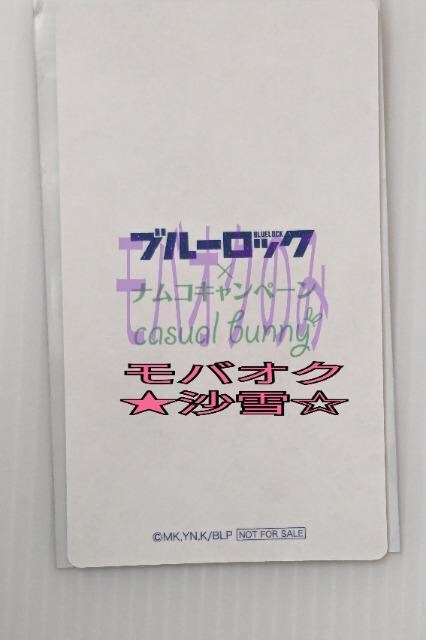 ブルーロック
BLUELOCK
×
ナムコキャンペーン
casual bunny
モバオクのみ
モバオク
★沙雪☆
©MK,YN,K/BLP NOT FOR SALE